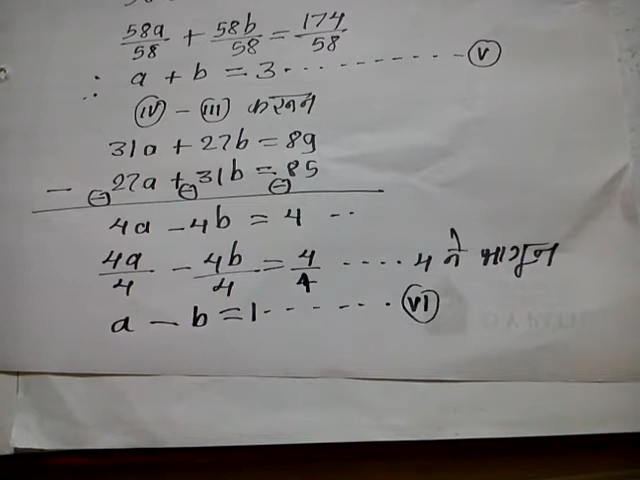 58a/58 + 58b/58 = 174/58
∴ a + b = 3 - - - - - - - - - - (V)
(IV) - (III) करून
31a + 27b = 89
- 27a + 31b = 85
4a - 4b = 4 - -
4a/4 - 4b/4 = 4/4 - - - - 4 ने भागून
a - b = 1 - - - - - - - (VI)